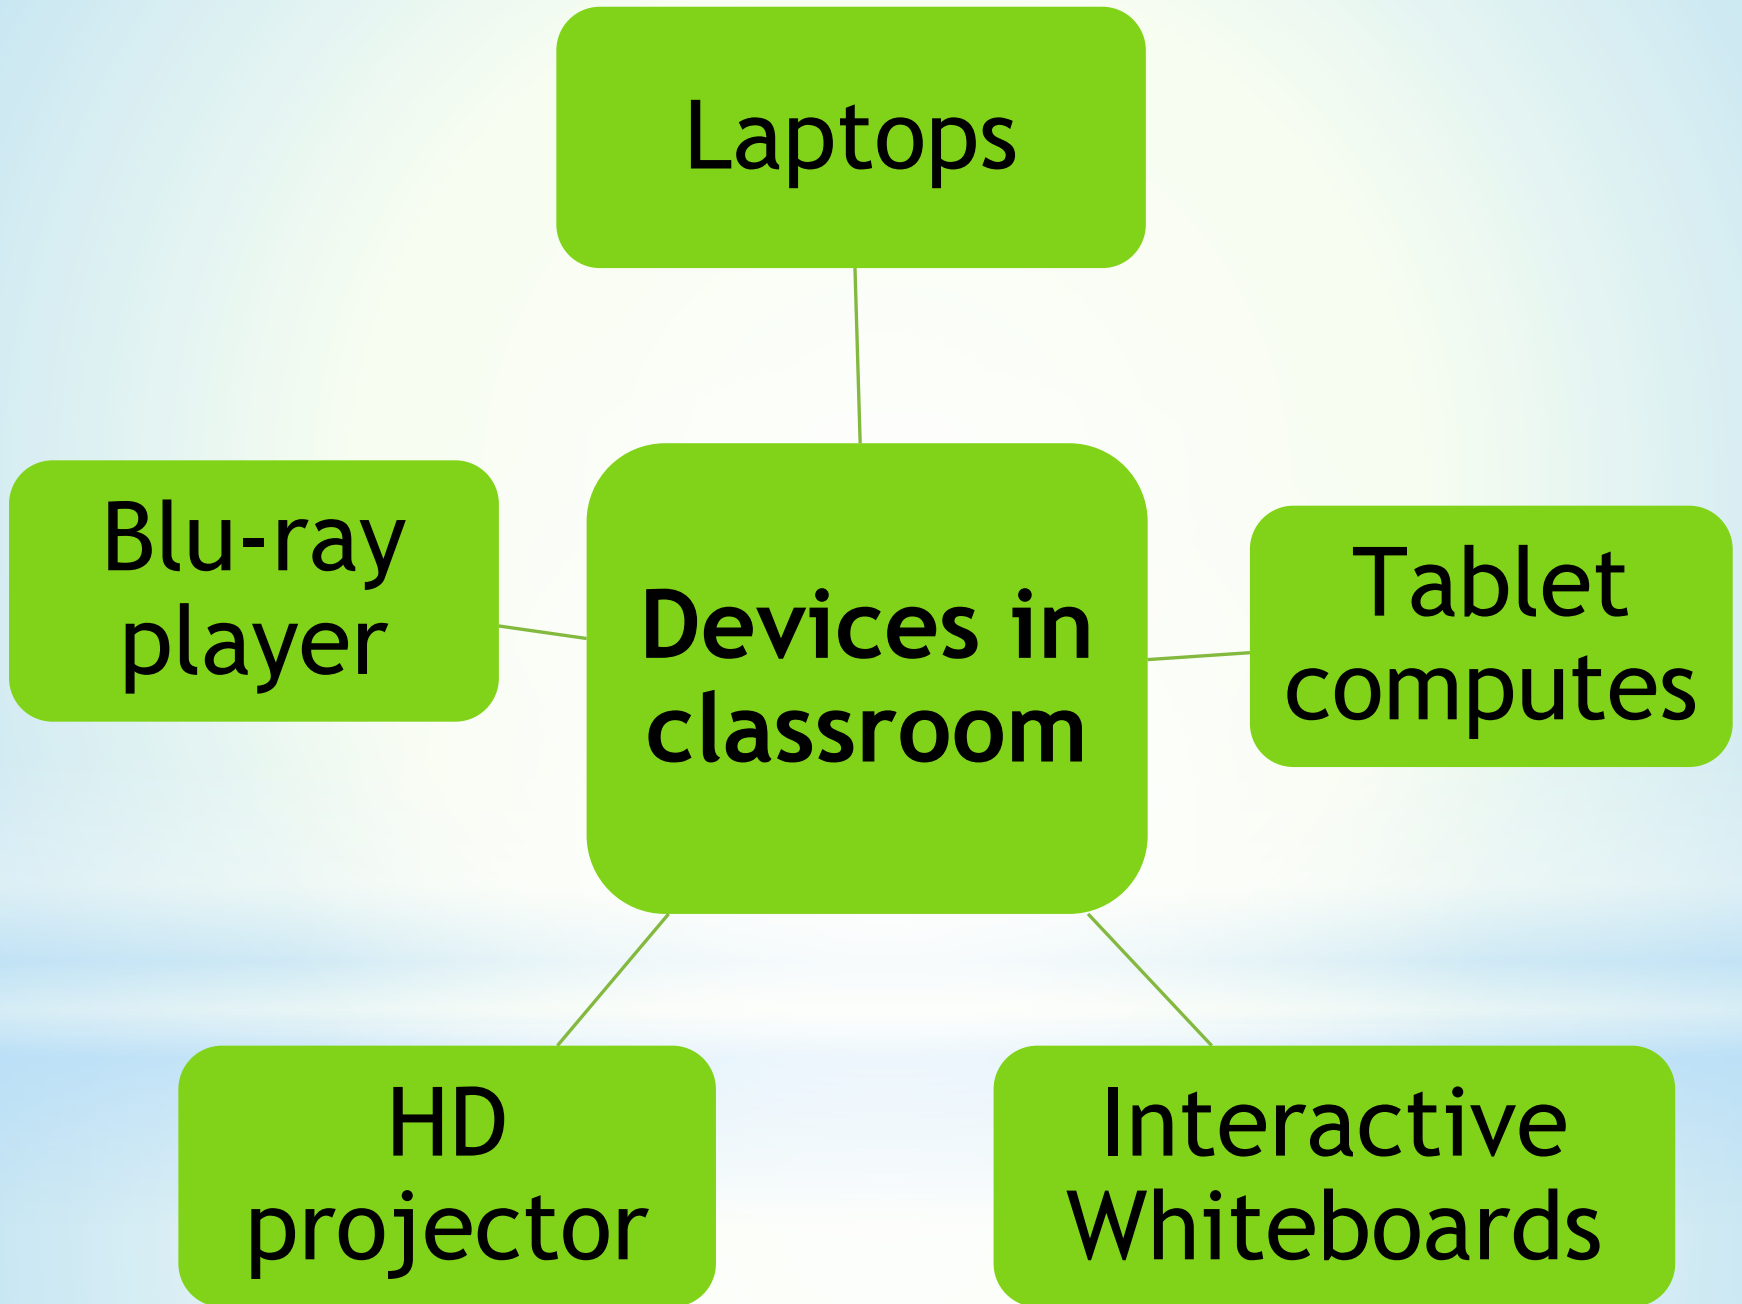 Laptops
Blu-ray
player
Devices in
classroom
Tablet
computes
HD
projector
Interactive
Whiteboards